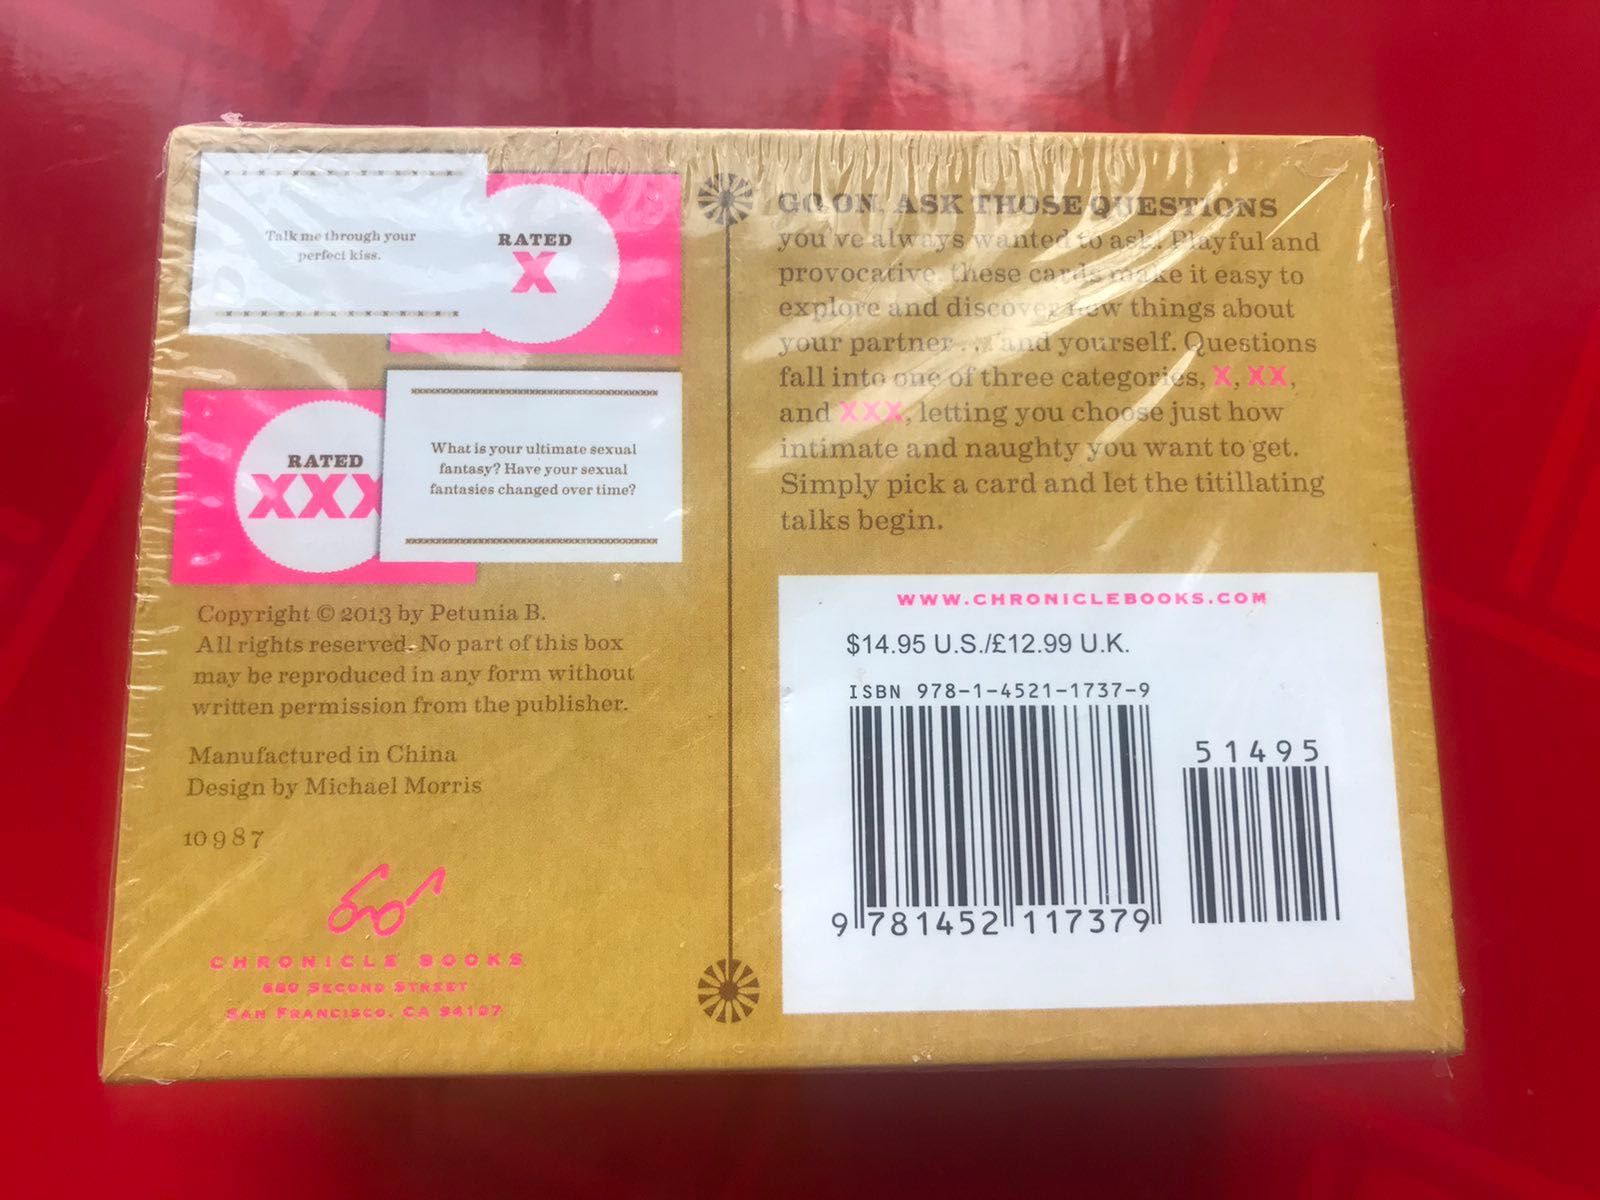 Talk me through your
perfect kiss.
RATED
X
RATED
XXX
What is your ultimate sexual
fantasy? Have your sexual
fantasies changed over time?
Copyright © 2013 by Petunia B.
All rights reserved. No part of this box
may be reproduced in any form without
written permission from the publisher.
Manufactured in China
Design by Michael Morris
10 9 8 7
CHRONICLE BOOKS
680 SECOND STREET
SAN FRANCISCO, CA 94107
GO ON, ASK THOSE QUESTIONS
you've always wanted to ask! Playful and
provocative, these cards make it easy to
explore and discover new things about
your partner . . . and yourself. Questions
fall into one of three categories, X, XX,
and XXX, letting you choose just how
intimate and naughty you want to get.
Simply pick a card and let the titillating
talks begin.
WWW.CHRONICLEBOOKS.COM
$14.95 U.S./£12.99 U.K.
ISBN 978-1-4521-1737-9
51495
9 781452 117379